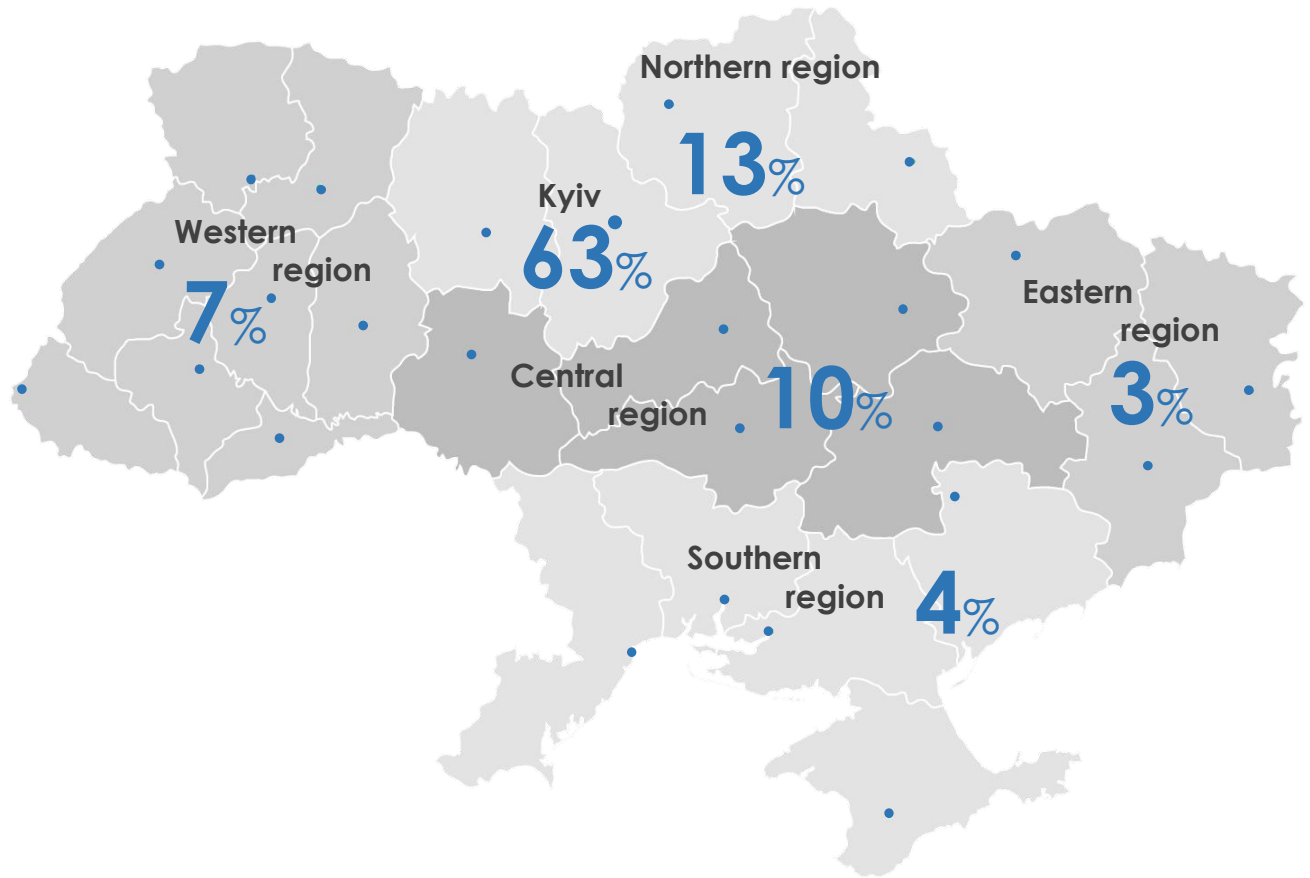 Northern region
13%
Kyiv
63%
Western
region
7%
Eastern
region
3%
Central
region
10%
Southern
region
4%